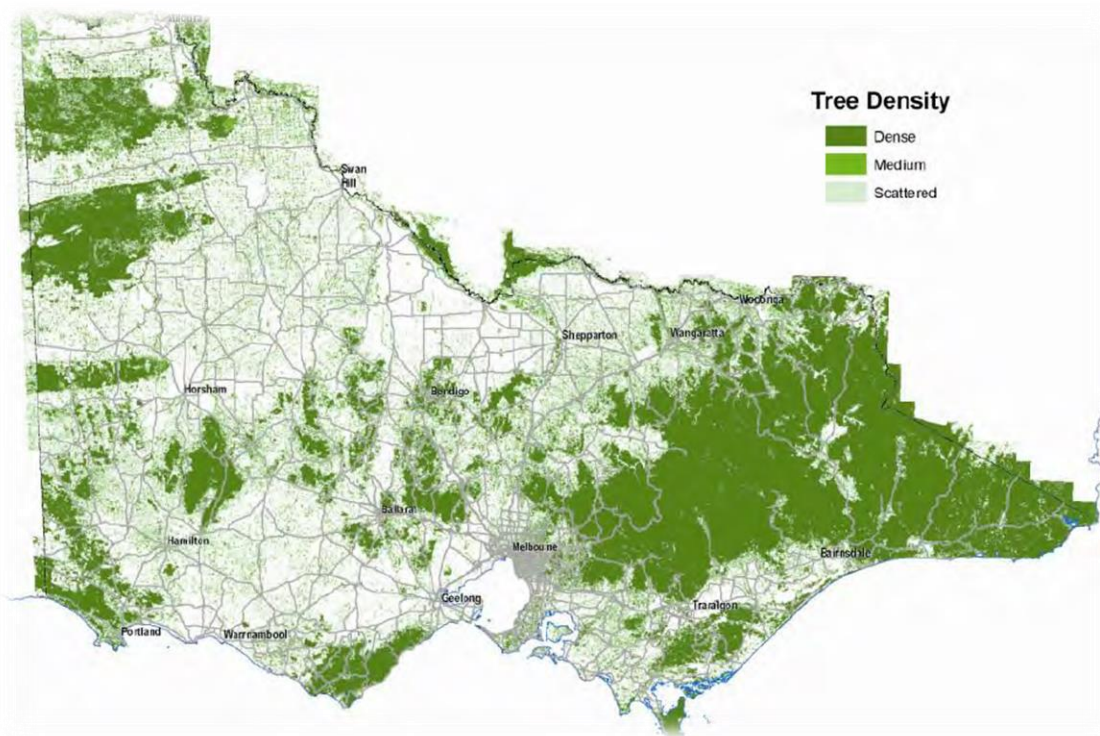 Tree Density
Dense
Medium
Scattered
Swan
Hill
Wodonga
Shepparton
Wangaratta
Horsham
Bendigo
Ballarat
Hamilton
Melbourne
Bairnsdale
Geelong
Traralgon
Portland
Warrnambool